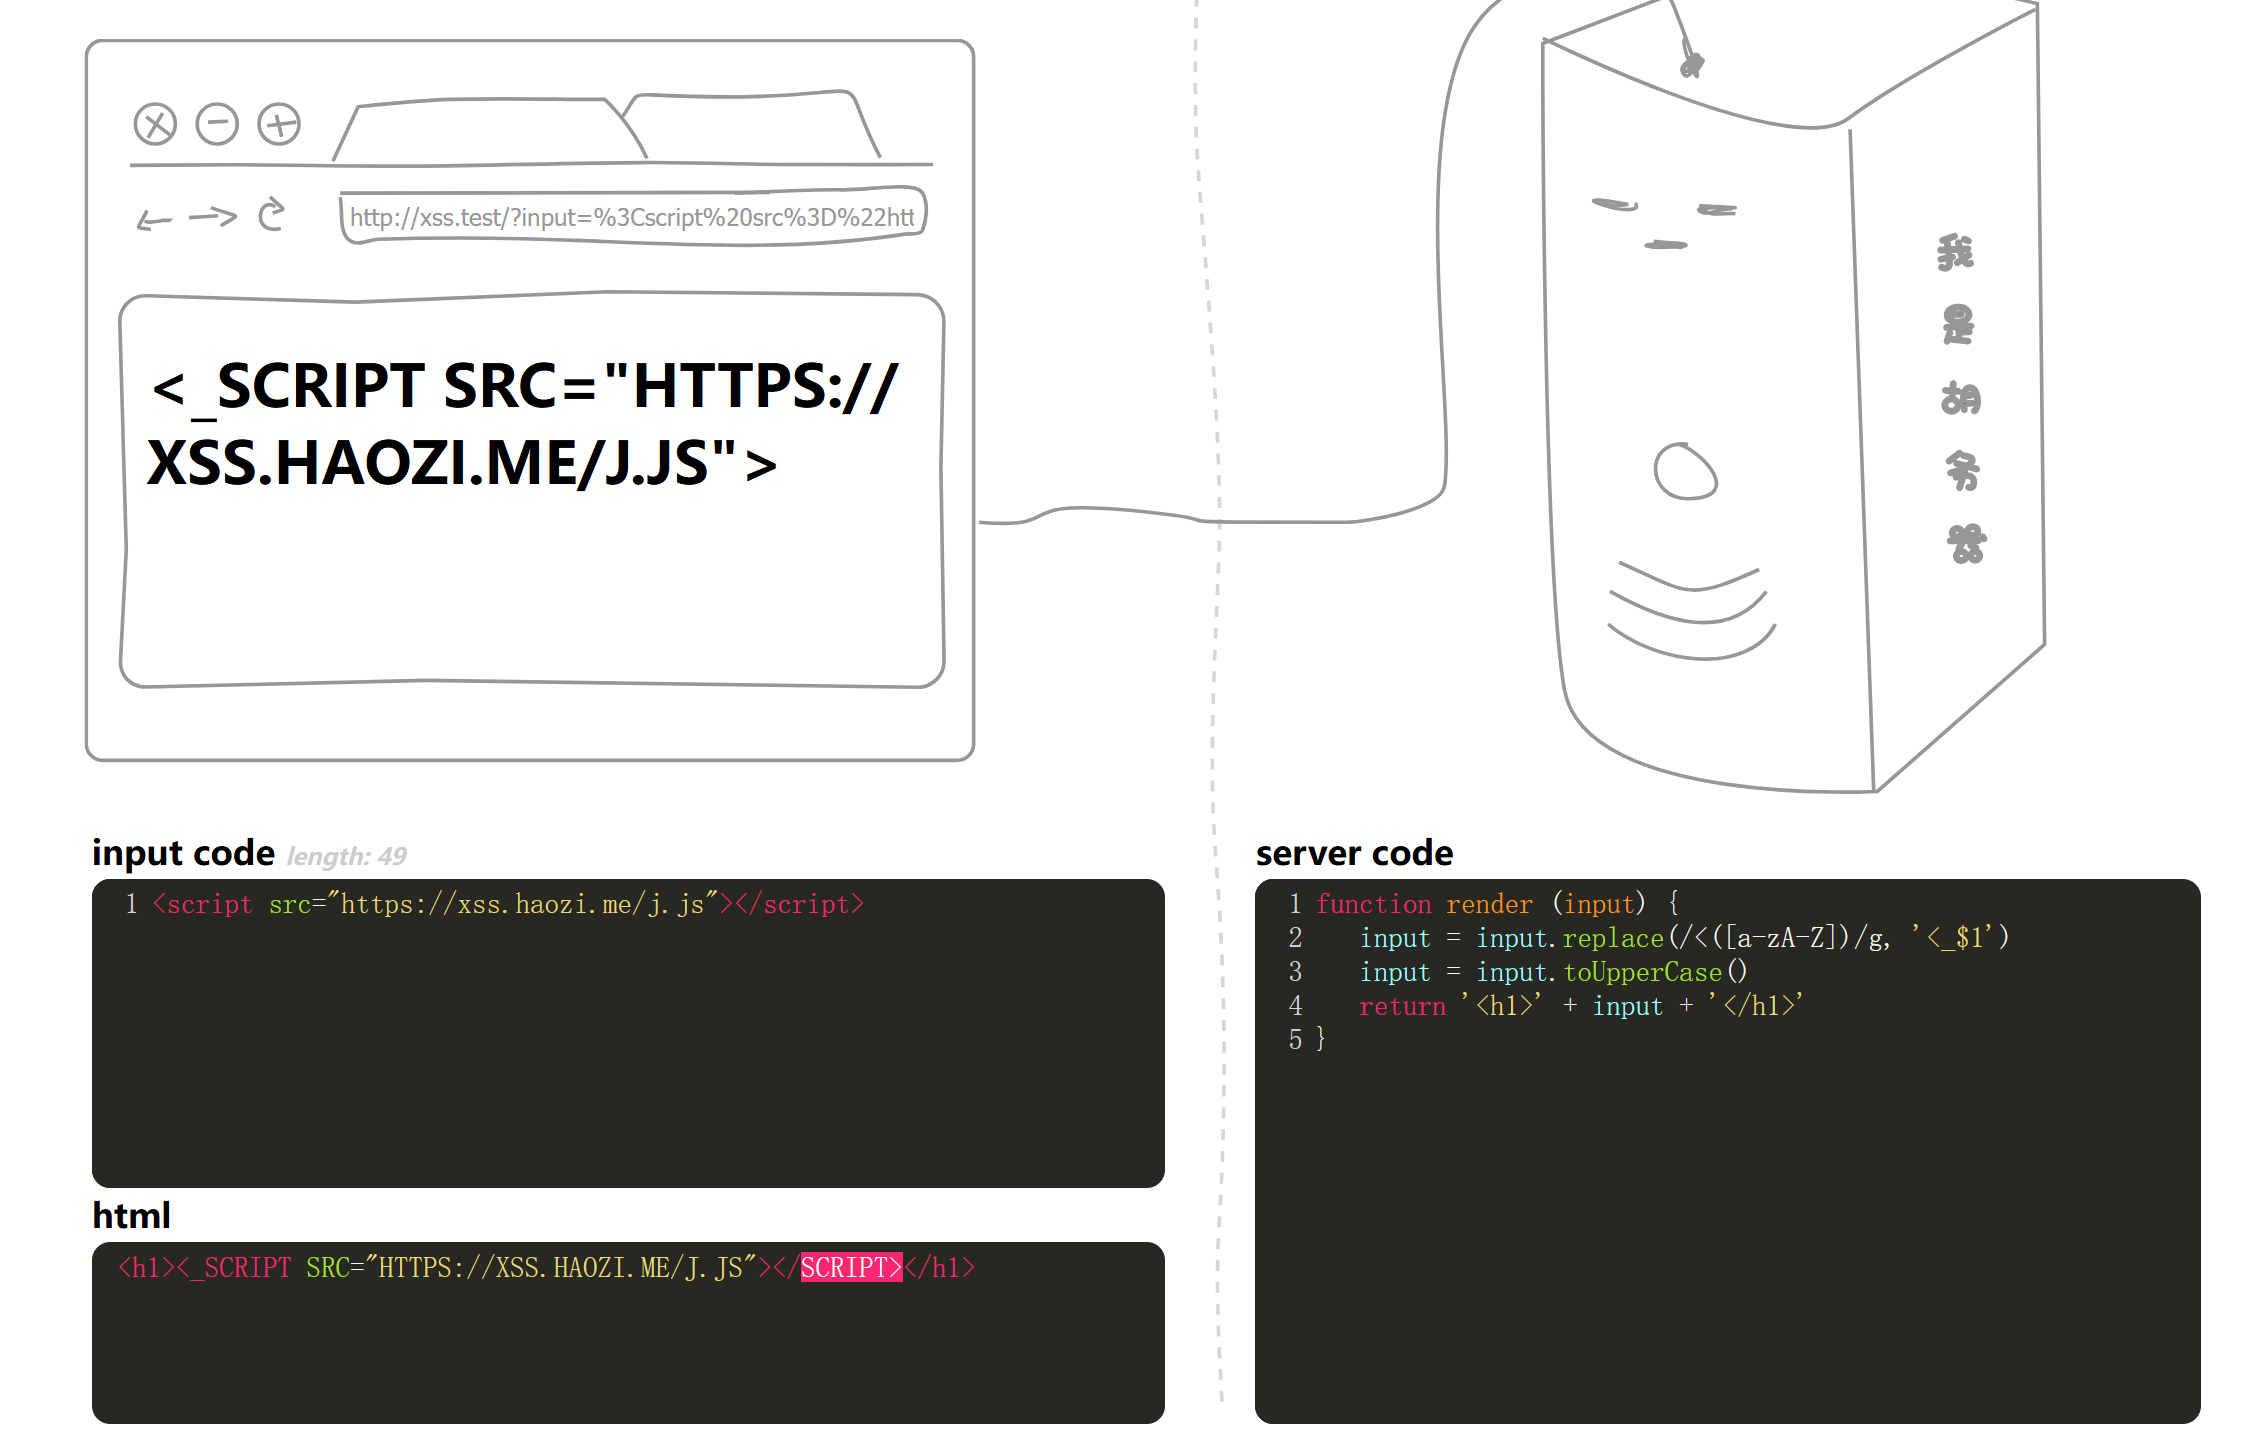 http://xss.test/?input=%3Cscript%20src%3D%22htt
<_SCRIPT SRC="HTTPS://
XSS.HAOZI.ME/J.JS">
我
是
胡
务
器
input code length: 49
1 <script src="https://xss.haozi.me/j.js"></script>
html
<h1><_SCRIPT SRC="HTTPS://XSS.HAOZI.ME/J.JS"></SCRIPT></h1>
server code
1 function render (input) {
2 input = input.replace(/<([a-zA-Z])/g, '<_$1')
3 input = input.toUpperCase()
4 return '<h1>' + input + '</h1>'
5 }